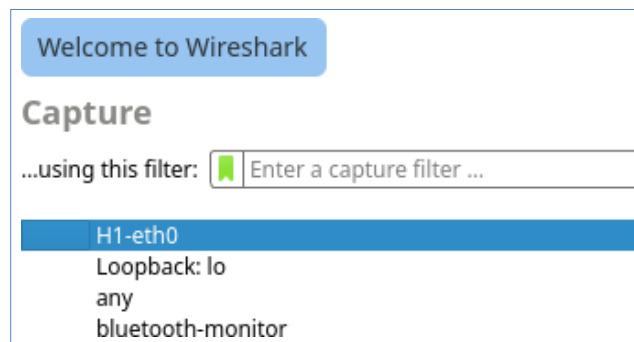 Welcome to Wireshark
Capture
...using this filter: Enter a capture filter ...
H1-eth0
Loopback: lo
any
bluetooth-monitor